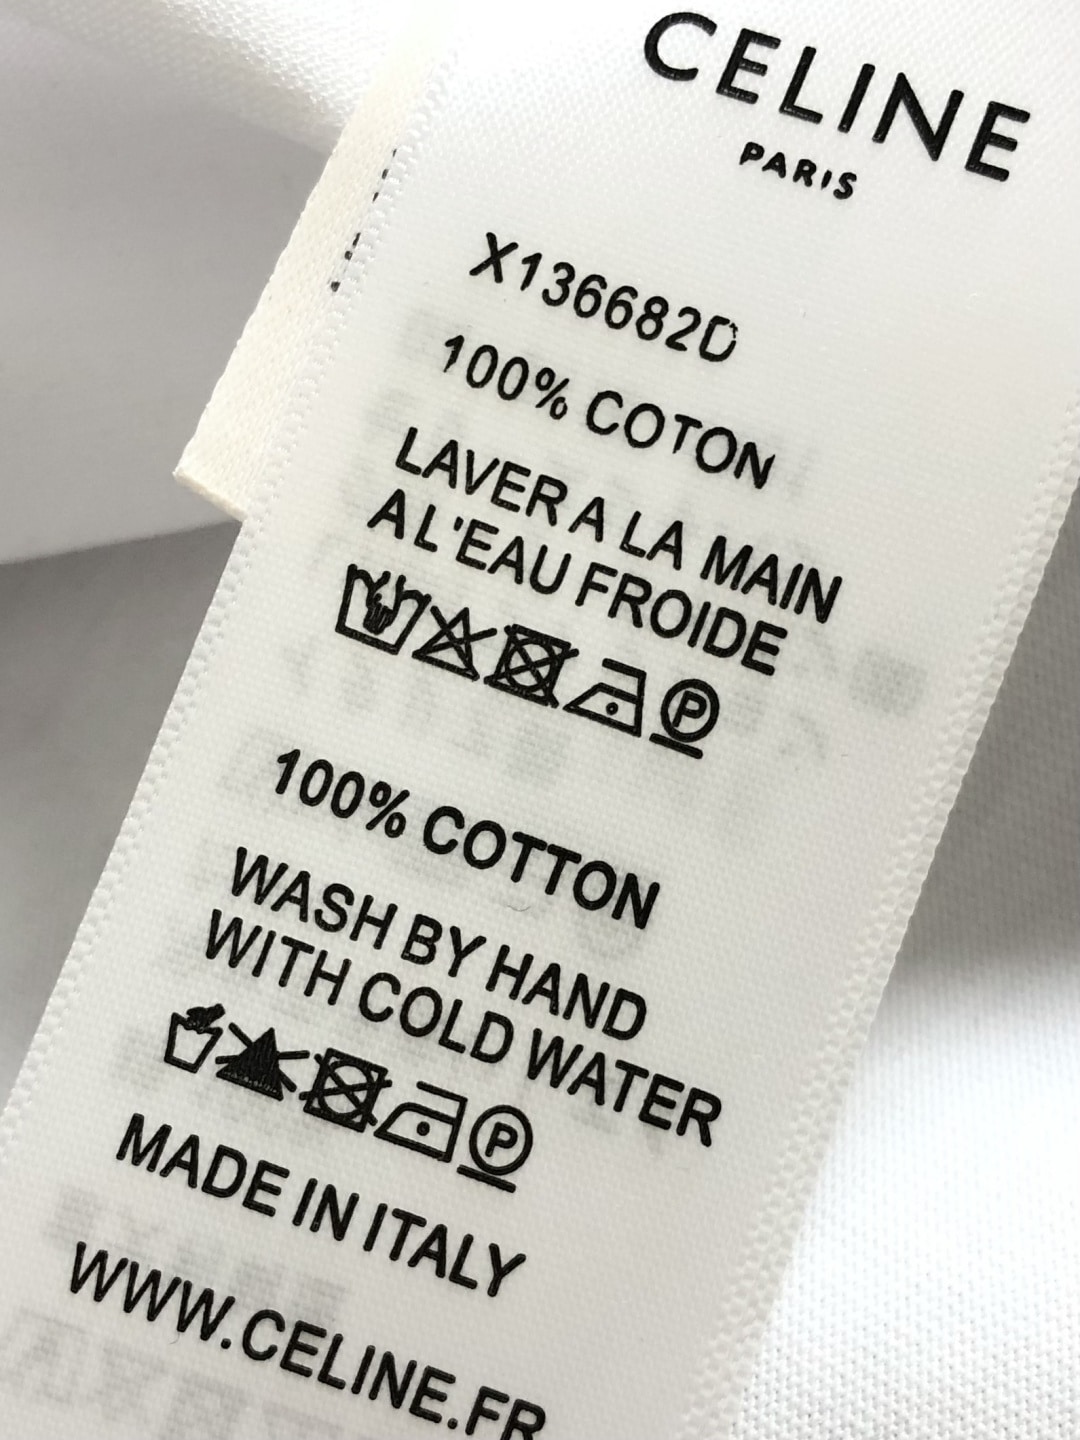 CELINE
PARIS
X136682D
100% COTON
LAVER A LA MAIN
A L'EAU FROIDE
P
100% COTTON
WASH BY HAND
WITH COLD WATER
P
MADE IN ITALY
WWW.CELINE.FR